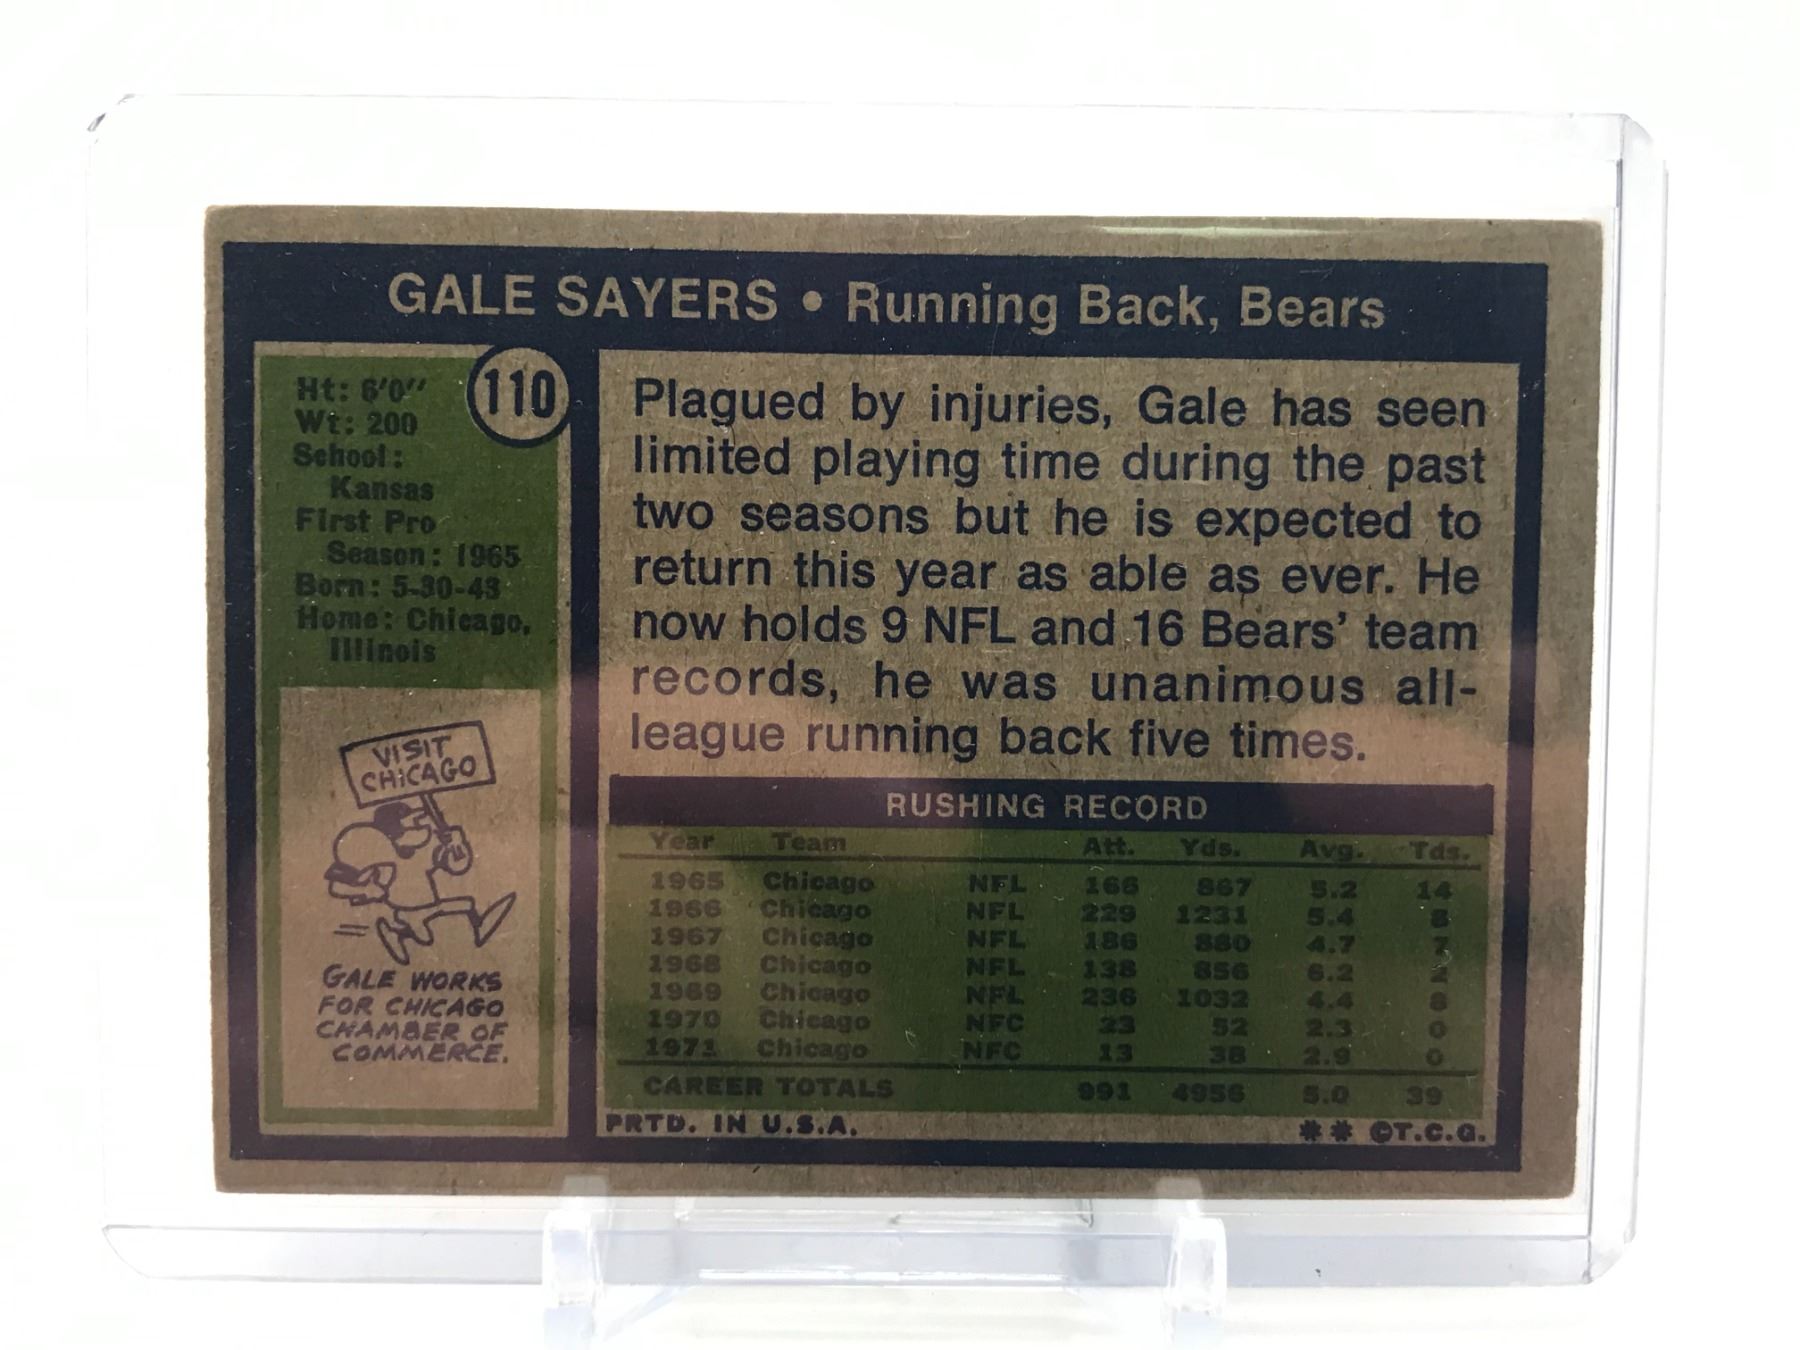 GALE SAYERS • Running Back, Bears
110
Ht: 6'0"
Wt: 200
School:
Kansas
First Pro
Season: 1965
Born: 5-30-43
Home: Chicago,
Illinois
VISIT
CHICAGO
GALE WORKS
FOR CHICAGO
CHAMBER OF
COMMERCE.
Plagued by injuries, Gale has seen
limited playing time during the past
two seasons but he is expected to
return this year as able as ever. He
now holds 9 NFL and 16 Bears' team
records, he was unanimous all-
league running back five times.
RUSHING RECORD
Year Team Att. Yds. Avg. Tds.
1965 Chicago NFL 166 867 5.2 14
1966 Chicago NFL 229 1231 5.4 8
1967 Chicago NFL 186 880 4.7 7
1968 Chicago NFL 138 856 6.2 2
1969 Chicago NFL 236 1032 4.4 8
1970 Chicago NFC 23 52 2.3 0
1971 Chicago NFC 13 38 2.9 0
CAREER TOTALS 991 4956 5.0 39
PRTD. IN U.S.A. ** ©T.C.G.